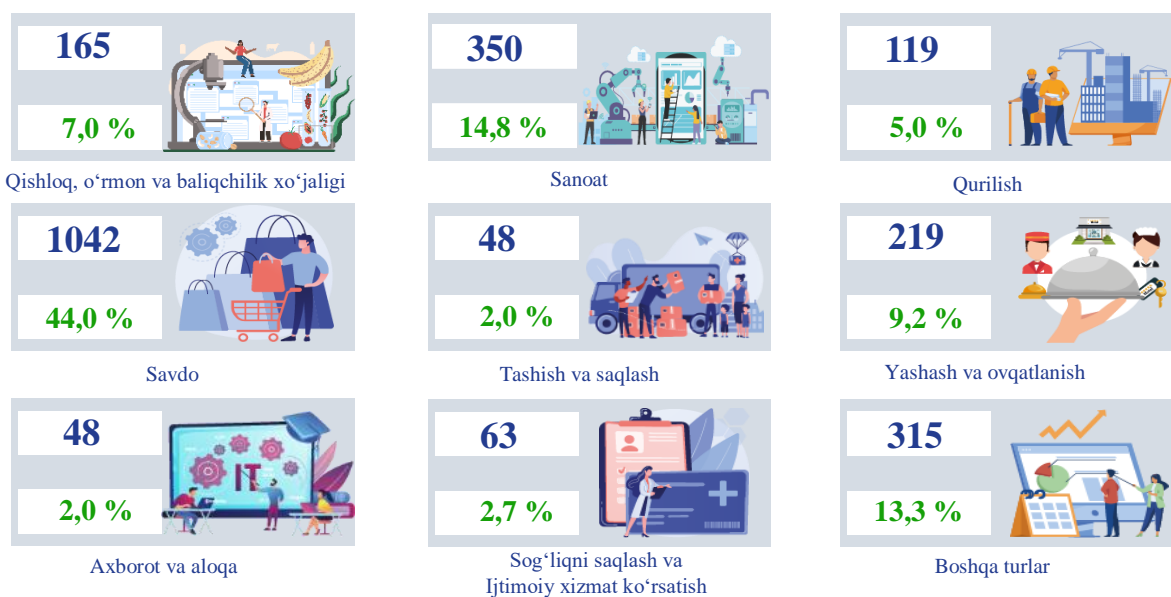 165
7,0 %
Qishloq, o‘rmon va baliqchilik xo‘jaligi
350
14,8 %
Sanoat
119
5,0 %
Qurilish
1042
44,0 %
Savdo
48
2,0 %
Tashish va saqlash
219
9,2 %
Yashash va ovqatlanish
48
2,0 %
IT
Axborot va aloqa
63
2,7 %
Sog‘liqni saqlash va
Ijtimoiy xizmat ko‘rsatish
315
13,3 %
Boshqa turlar